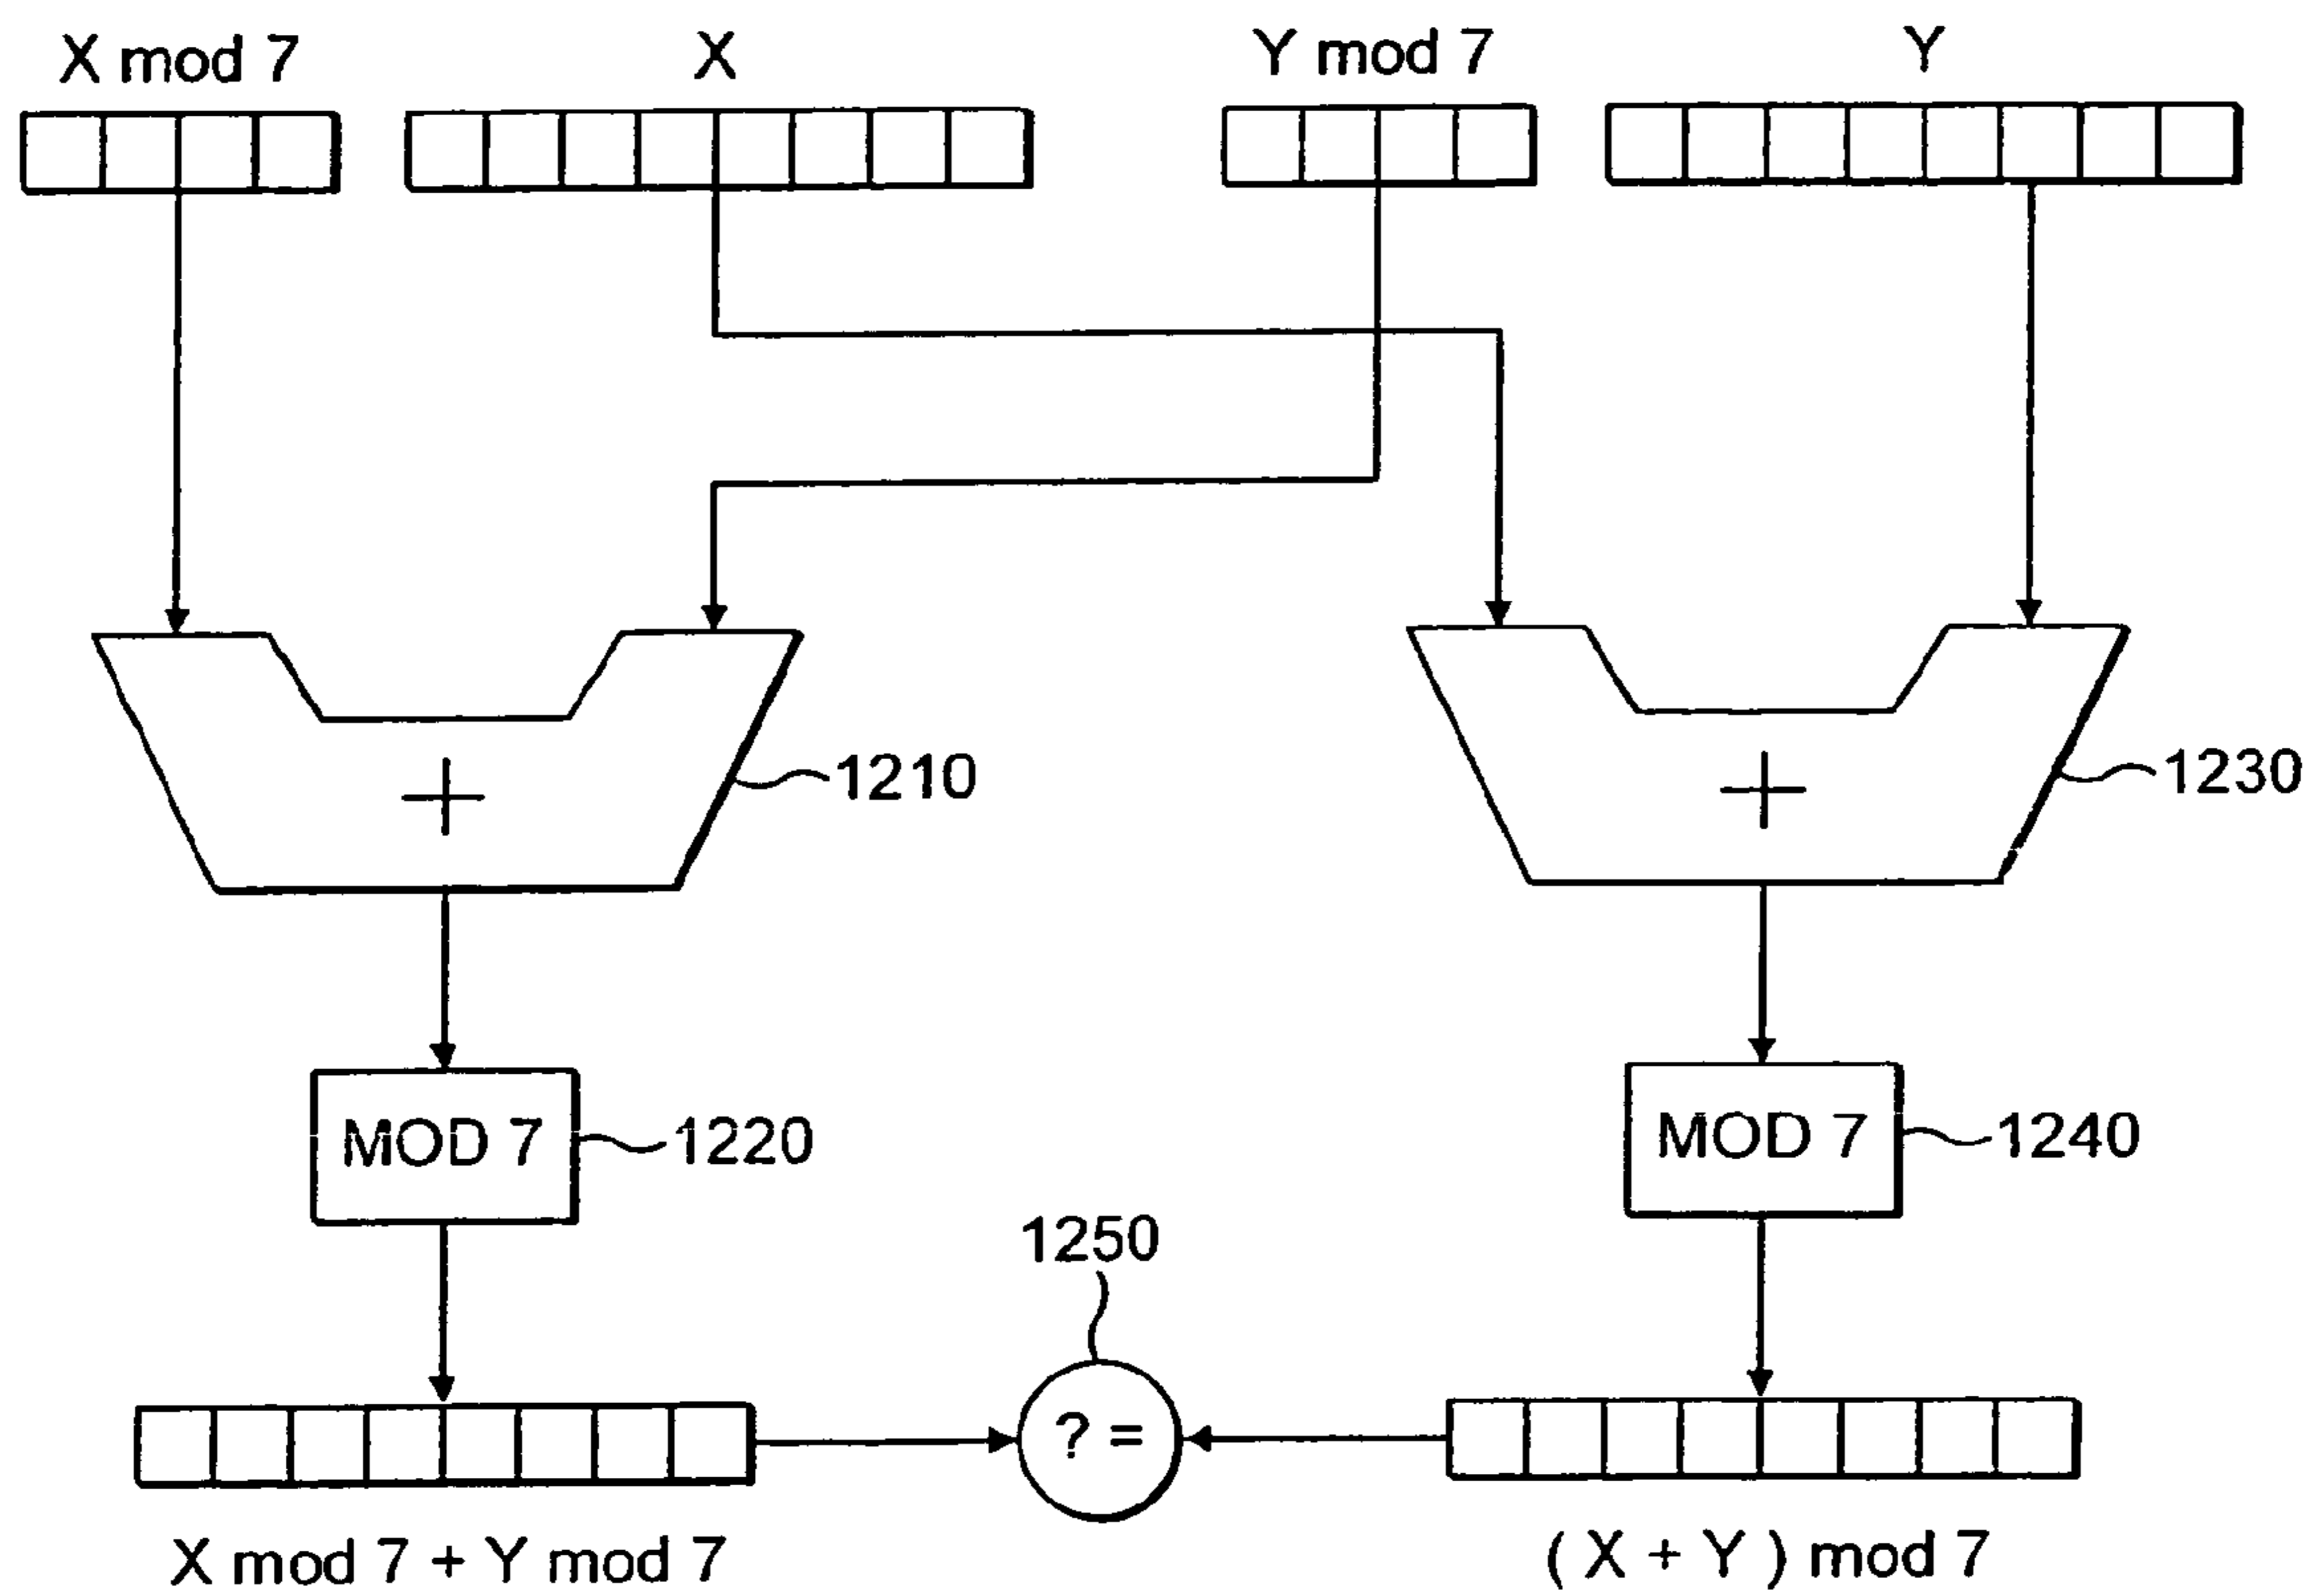 X mod 7
X
Y mod 7
Y
+
1210
+
1230
MOD 7
1220
MOD 7
1240
1250
? =
X mod 7 + Y mod 7
( X + Y ) mod 7